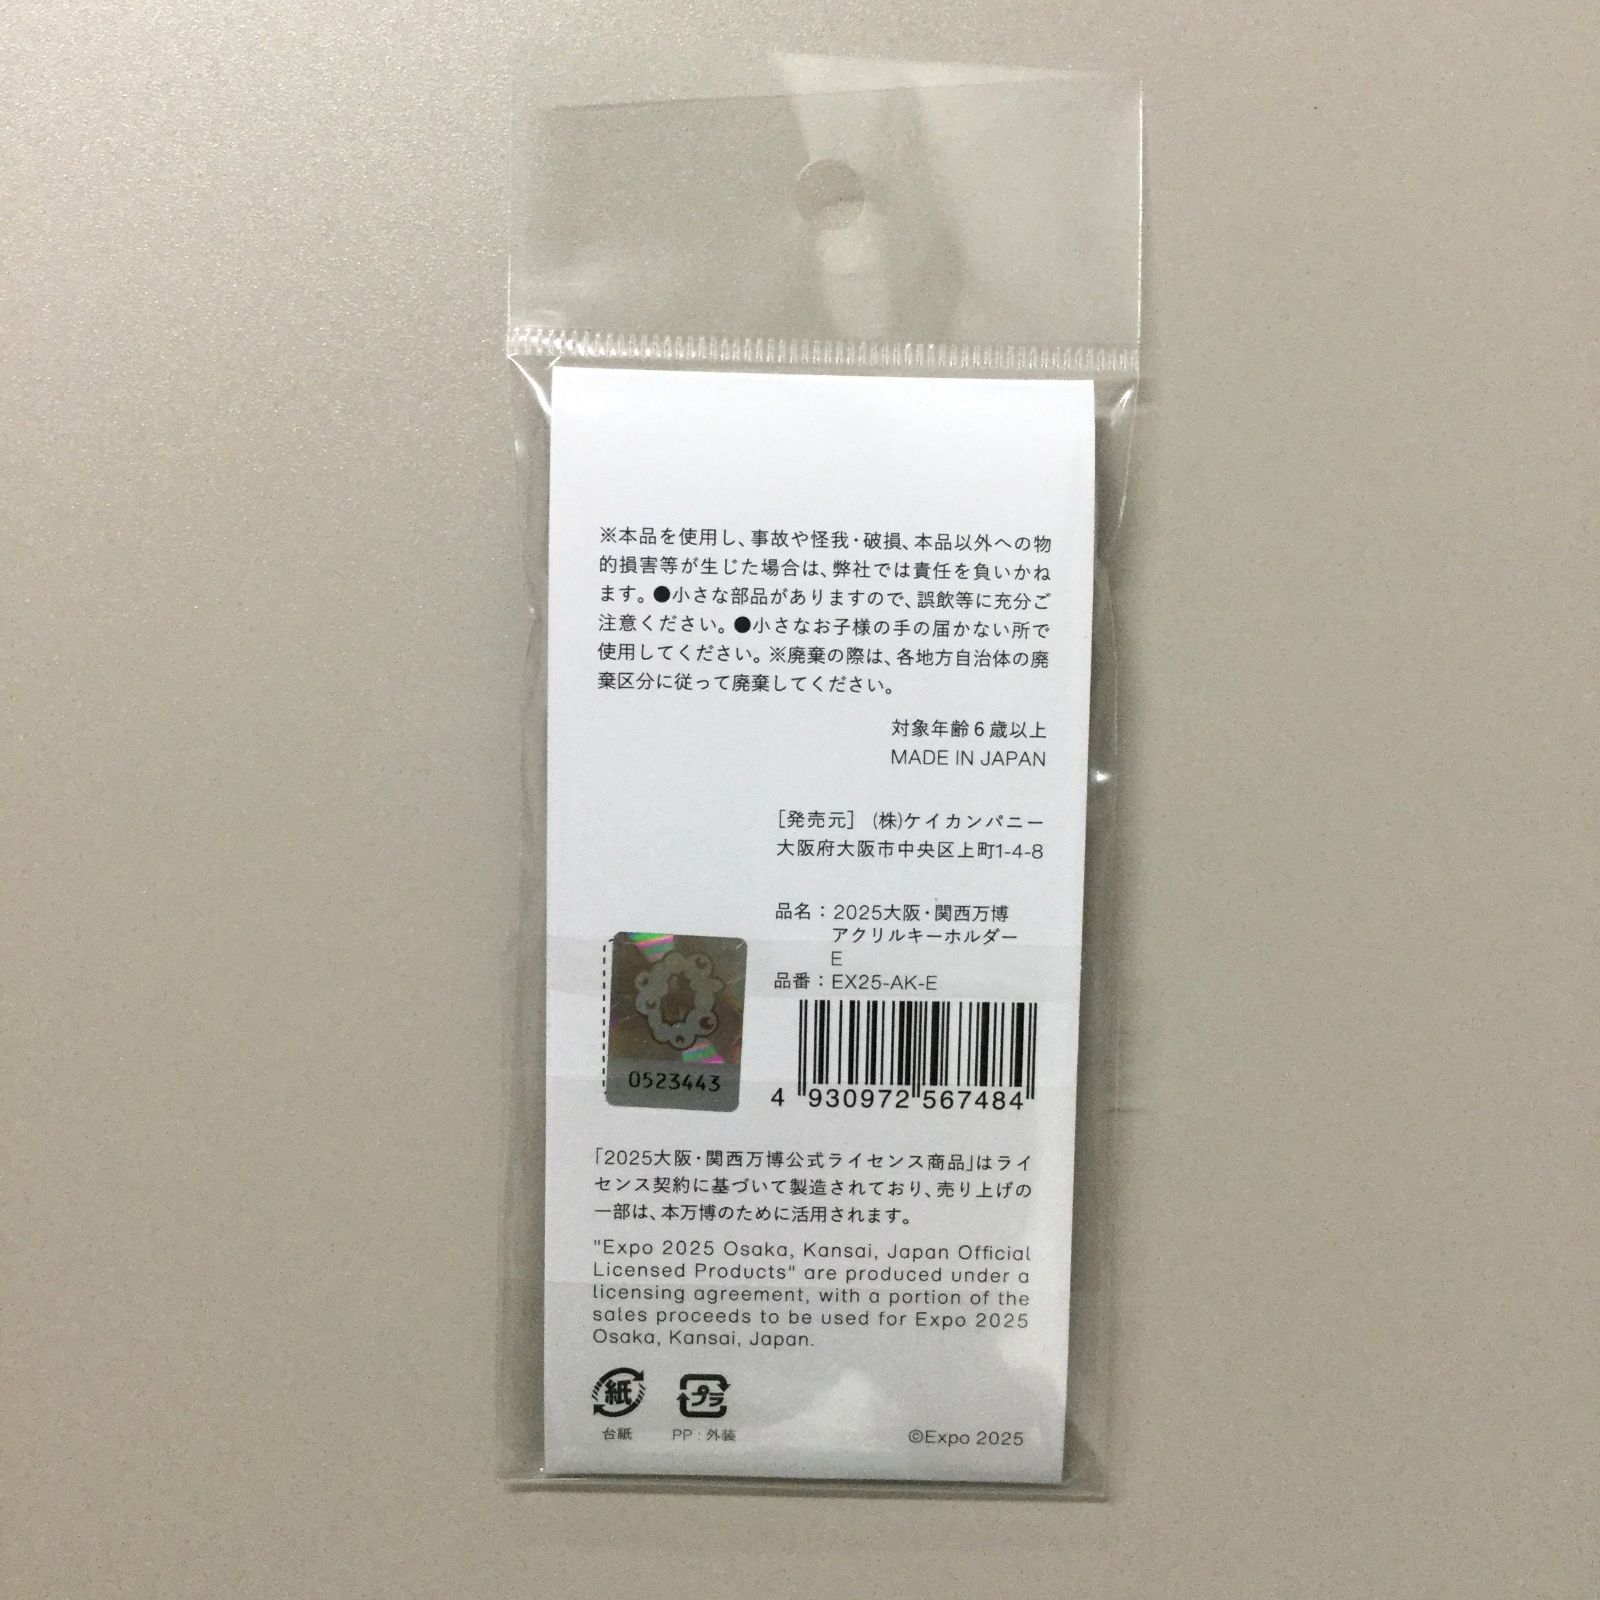 ※本品を使用し、事故や怪我・破損、本品以外への物
的損害等が生じた場合は、弊社では責任を負いかね
ます。●小さな部品がありますので、誤飲等に充分ご
注意ください。●小さなお子様の手の届かない所で
使用してください。※廃棄の際は、各地方自治体の廃
棄区分に従って廃棄してください。
対象年齢6歳以上
MADE IN JAPAN
[発売元] (株)ケイカンパニー
大阪府大阪市中央区上町1-4-8
品名：2025大阪・関西万博
アクリルキーホルダー
E
品番：EX25-AK-E
0523443
4 930972 567484
「2025大阪・関西万博公式ライセンス商品」はライ
センス契約に基づいて製造されており、売り上げの
一部は、本万博のために活用されます。
"Expo 2025 Osaka, Kansai, Japan Official
Licensed Products" are produced under a
licensing agreement, with a portion of the
sales proceeds to be used for Expo 2025
Osaka, Kansai, Japan.
紙 プラ
台紙 PP：外装
©Expo 2025